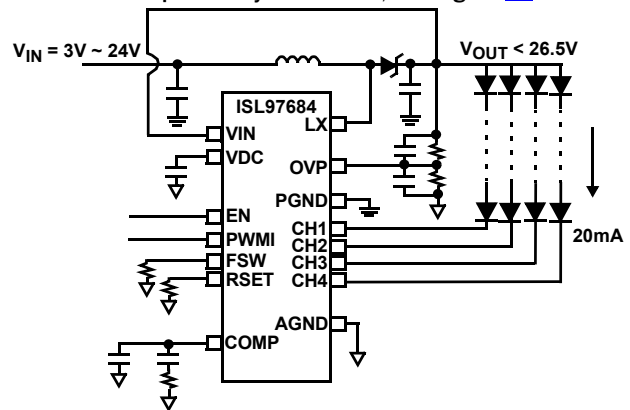 V_IN = 3V ~ 24V
V_OUT < 26.5V
ISL97684
LX
VIN
VDC
OVP
PGND
EN
CH1
PWMI
CH2
20mA
FSW
CH3
RSET
CH4
AGND
COMP